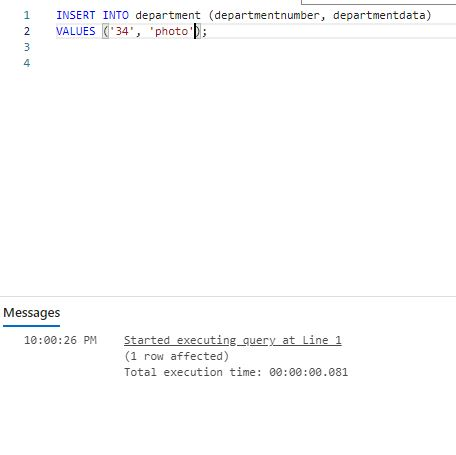 1 INSERT INTO department (departmentnumber, departmentdata)
2 VALUES ('34', 'photo');
3
4
Messages
10:00:26 PM Started executing query at Line 1
(1 row affected)
Total execution time: 00:00:00.081